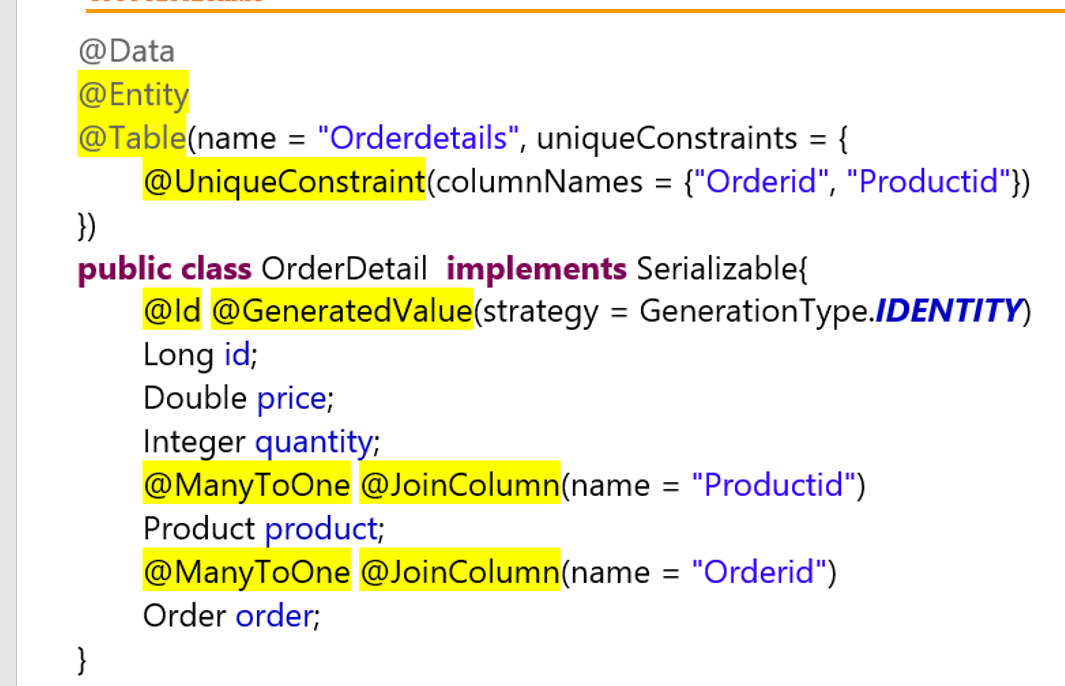 @Data
@Entity
@Table(name = "Orderdetails", uniqueConstraints = {
@UniqueConstraint(columnNames = {"Orderid", "Productid"})
})
public class OrderDetail  implements Serializable{
@Id @GeneratedValue(strategy = GenerationType.IDENTITY)
Long id;
Double price;
Integer quantity;
@ManyToOne @JoinColumn(name = "Productid")
Product product;
@ManyToOne @JoinColumn(name = "Orderid")
Order order;
}